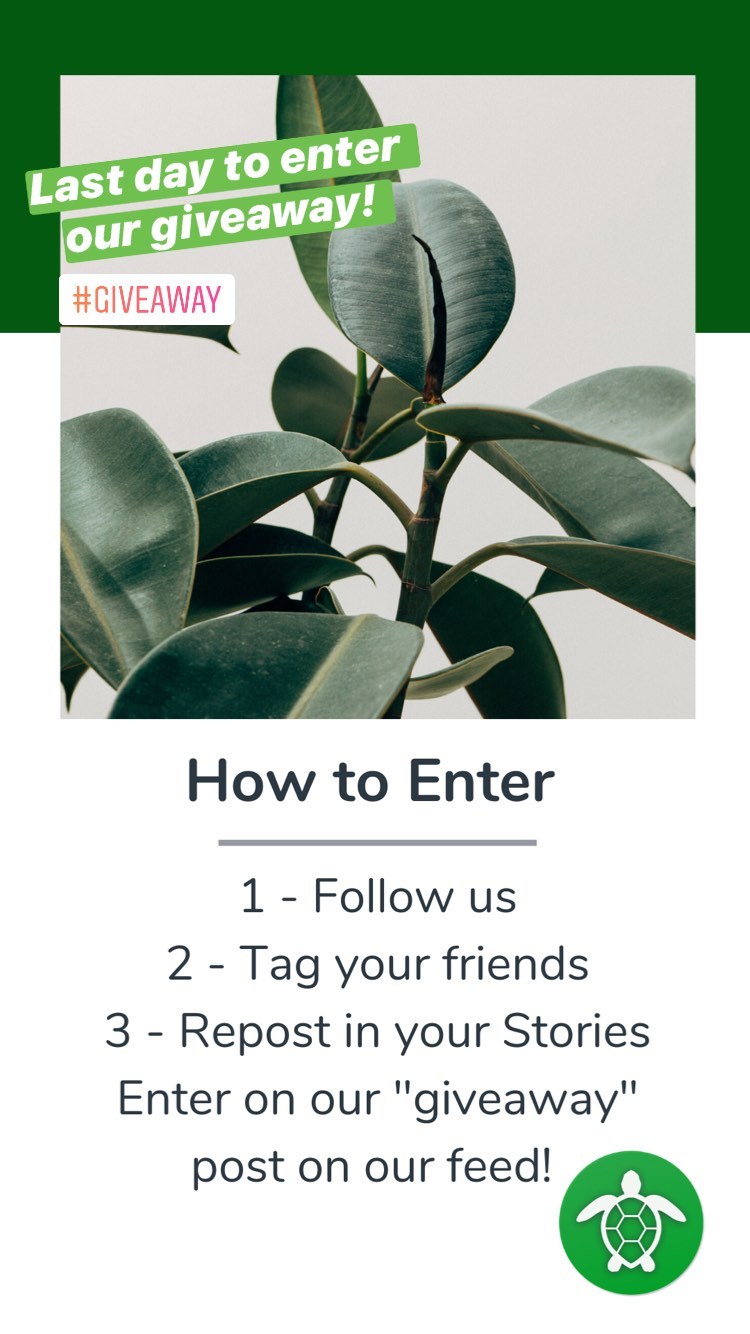 Last day to enter
our giveaway!
#GIVEAWAY
How to Enter
1 - Follow us
2 - Tag your friends
3 - Repost in your Stories
Enter on our "giveaway"
post on our feed!